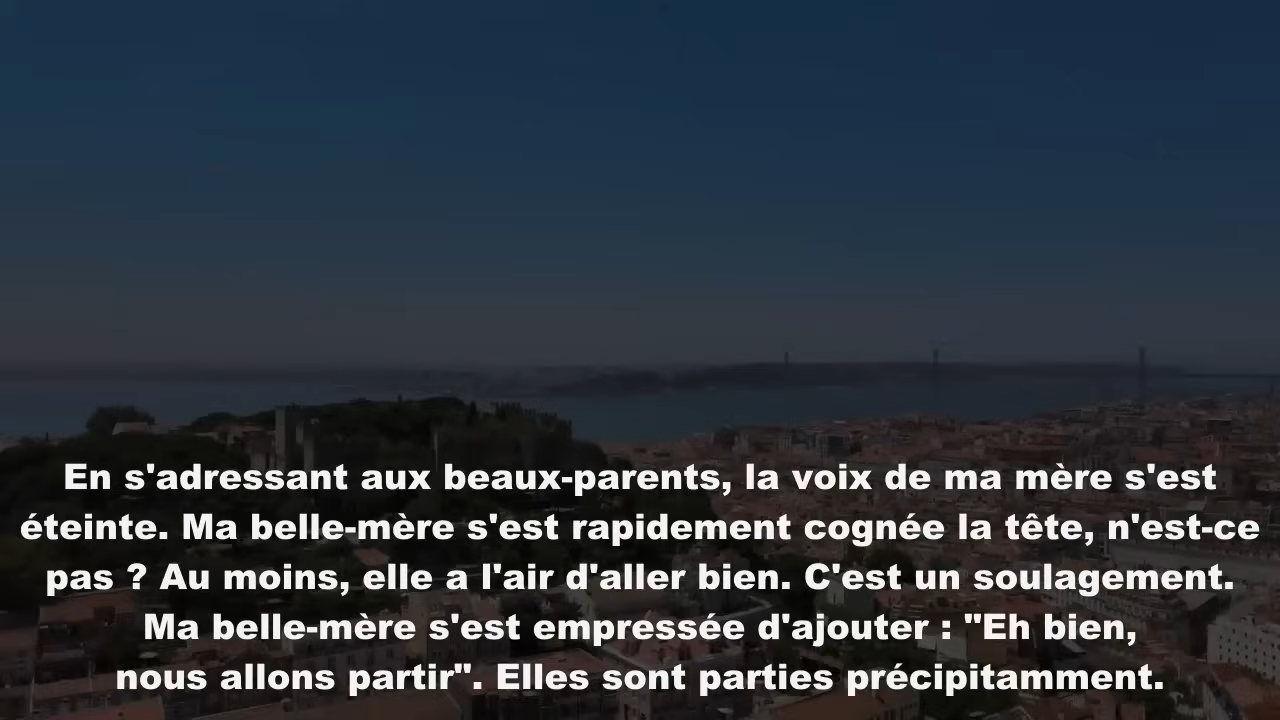 En s'adressant aux beaux-parents, la voix de ma mère s'est
éteinte. Ma belle-mère s'est rapidement cognée la tête, n'est-ce
pas ? Au moins, elle a l'air d'aller bien. C'est un soulagement.
Ma belle-mère s'est empressée d'ajouter : "Eh bien,
nous allons partir". Elles sont parties précipitamment.